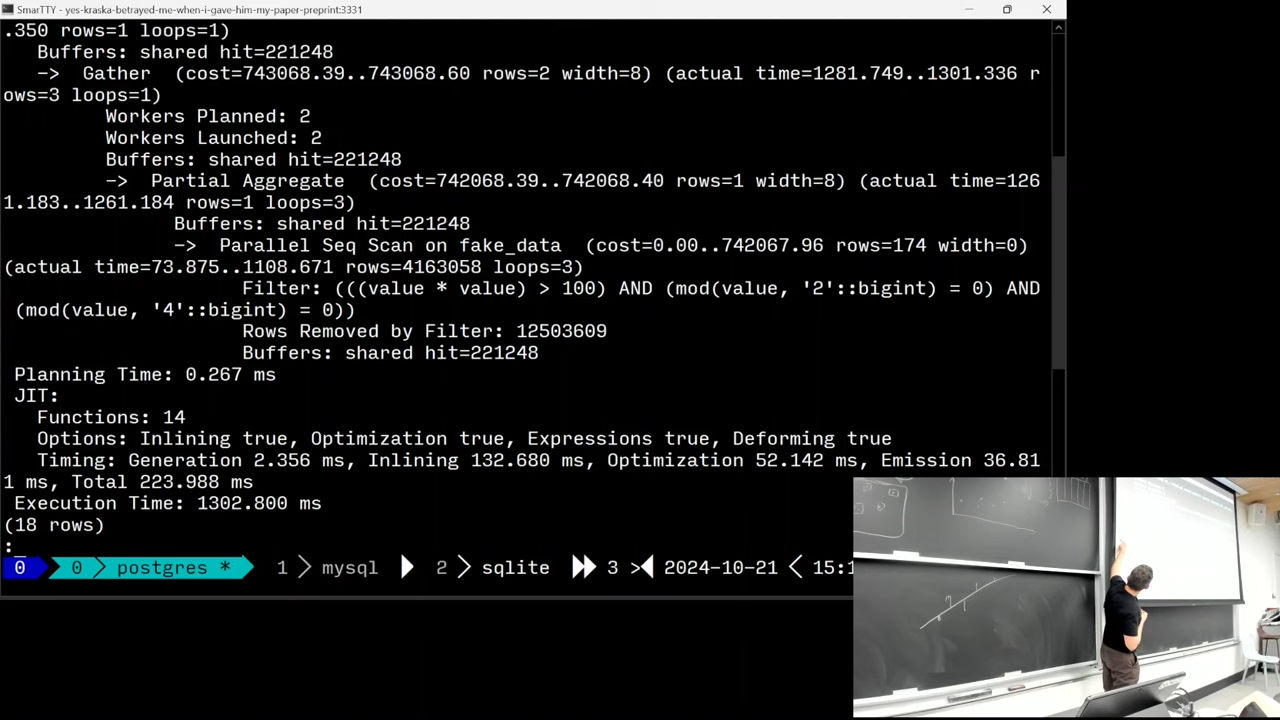 SmarTTY - yes-kraska-betrayed-me-when-i-gave-him-my-paper-preprint:3331
.350 rows=1 loops=1)
Buffers: shared hit=221248
-> Gather (cost=743068.39..743068.60 rows=2 width=8) (actual time=1281.749..1301.336 r
ows=3 loops=1)
Workers Planned: 2
Workers Launched: 2
Buffers: shared hit=221248
-> Partial Aggregate (cost=742068.39..742068.40 rows=1 width=8) (actual time=126
1.183..1261.184 rows=1 loops=3)
Buffers: shared hit=221248
-> Parallel Seq Scan on fake_data (cost=0.00..742067.96 rows=174 width=0)
(actual time=73.875..1108.671 rows=4163058 loops=3)
Filter: (((value * value) > 100) AND (mod(value, '2'::bigint) = 0) AND
(mod(value, '4'::bigint) = 0))
Rows Removed by Filter: 12503609
Buffers: shared hit=221248
Planning Time: 0.267 ms
JIT:
Functions: 14
Options: Inlining true, Optimization true, Expressions true, Deforming true
Timing: Generation 2.356 ms, Inlining 132.680 ms, Optimization 52.142 ms, Emission 36.81
1 ms, Total 223.988 ms
Execution Time: 1302.800 ms
(18 rows)
:
0 0 postgres * 1 mysql 2 sqlite 3 > 2024-10-21 < 15:1